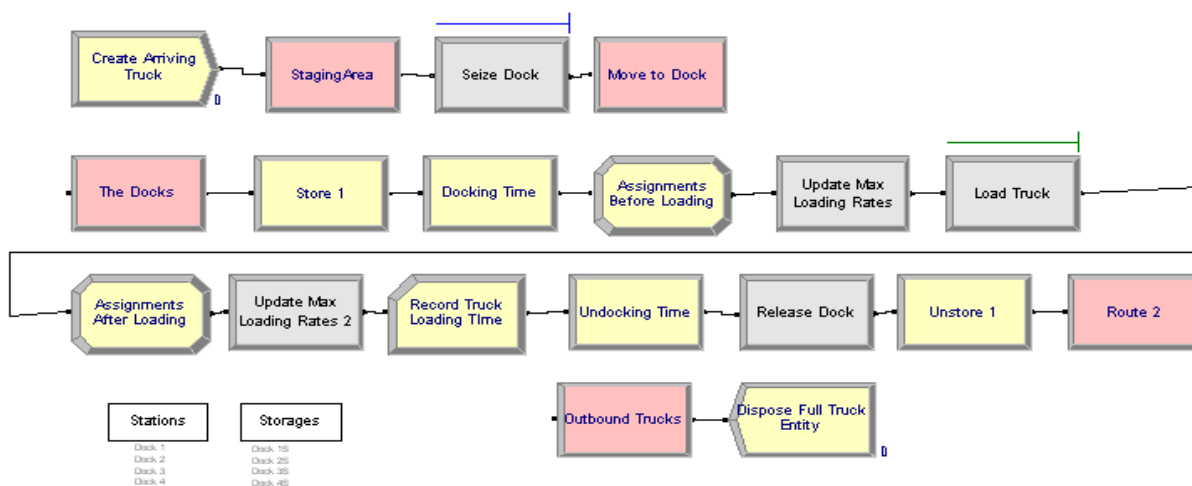 Create Arriving
Truck
0
StagingArea
Seize Dock
Move to Dock
The Docks
Store 1
Docking Time
Assignments
Before Loading
Update Max
Loading Rates
Load Truck
Assignments
After Loading
Update Max
Loading Rates 2
Record Truck
Loading TIme
Undocking Time
Release Dock
Unstore 1
Route 2
Outbound Trucks
Dispose Full Truck
Entity
0
Stations
Dock 1
Dock 2
Dock 3
Dock 4
Storages
Dock 1S
Dock 2S
Dock 3S
Dock 4S